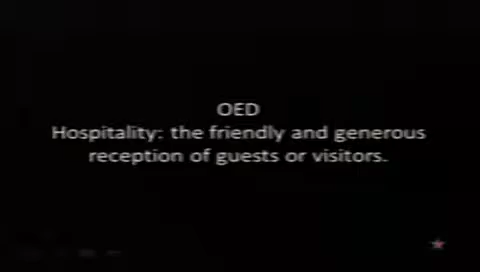 OED
Hospitality: the friendly and generous
reception of guests or visitors.